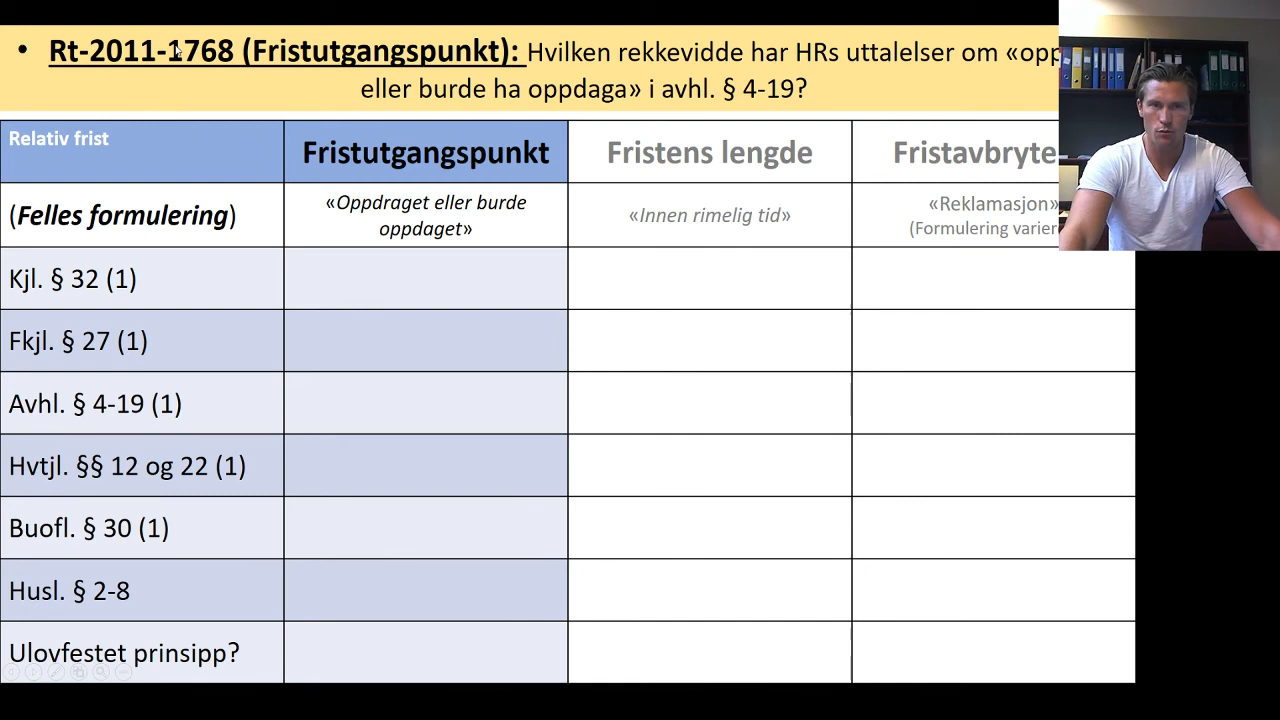 • Rt-2011-1768 (Fristutgangspunkt): Hvilken rekkevidde har HRs uttalelser om «opp
eller burde ha oppdaga» i avhl. § 4-19?
Relativ frist
Fristutgangspunkt
Fristens lengde
Fristavbryte
(Felles formulering)
«Oppdraget eller burde
oppdaget»
«Innen rimelig tid»
«Reklamasjon»
(Formulering varier
Kjl. § 32 (1)
Fkjl. § 27 (1)
Avhl. § 4-19 (1)
Hvtjl. §§ 12 og 22 (1)
Buofl. § 30 (1)
Husl. § 2-8
Ulovfestet prinsipp?